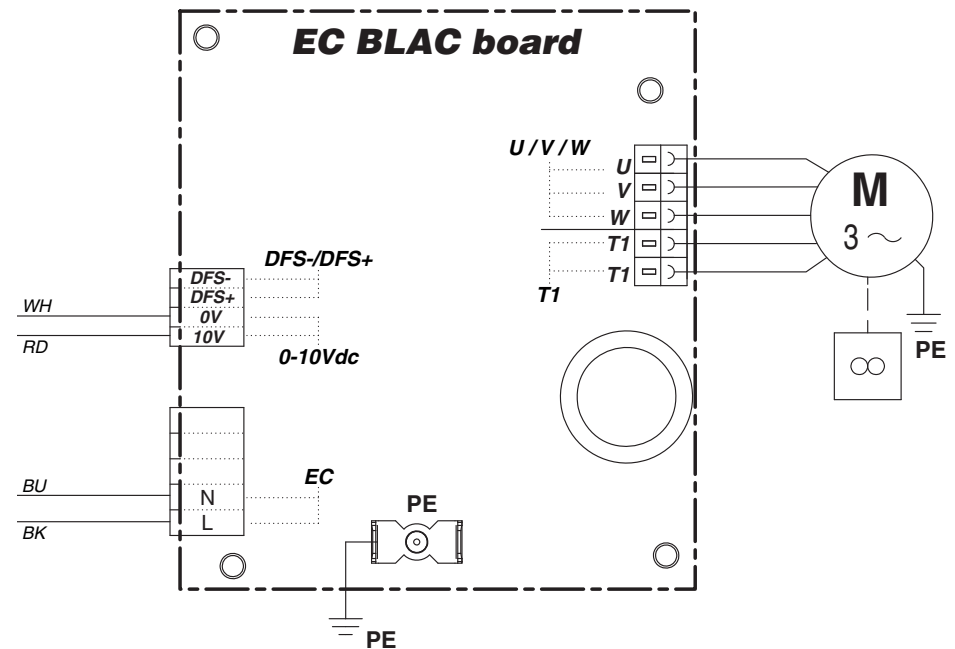 EC BLAC board
U / V / W
U
V
W
T1
T1
T1
M
3 ~
PE
DFS-/DFS+
DFS-
DFS+
0V
10V
WH
RD
0-10Vdc
EC
BU
N
BK
L
PE
PE